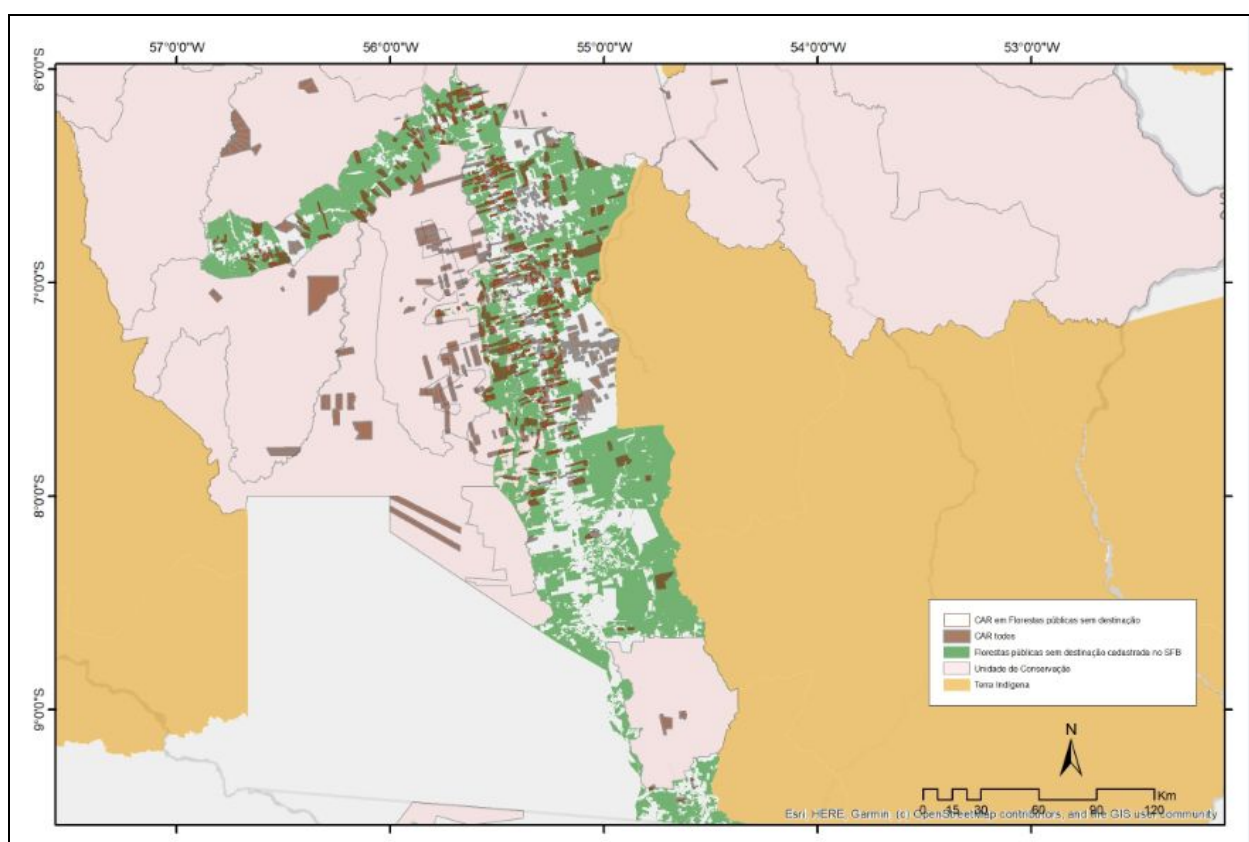 57°0'0"W 56°0'0"W 55°0'0"W 54°0'0"W 53°0'0"W
6°0'0"S
7°0'0"S
8°0'0"S
9°0'0"S
CAR em Florestas públicas sem destinação
CAR todos
Florestas públicas sem destinação cadastrada no SFB
Unidade de Conservação
Terra Indígena
N
Km
0 15 30 60 90 120
Esri, HERE, Garmin, (c) OpenStreetMap contributors, and the GIS user community